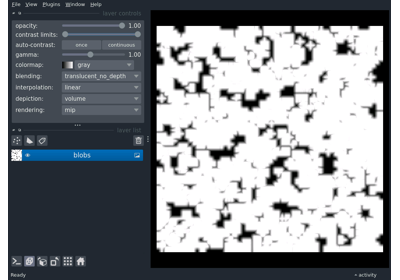 File View Plugins Window Help
layer controls
opacity: 1.00
contrast limits:
auto-contrast: once continuous
gamma: 1.00
colormap: gray
blending: translucent_no_depth
interpolation: linear
depiction: volume
rendering: mip
layer list
blobs
Ready
activity